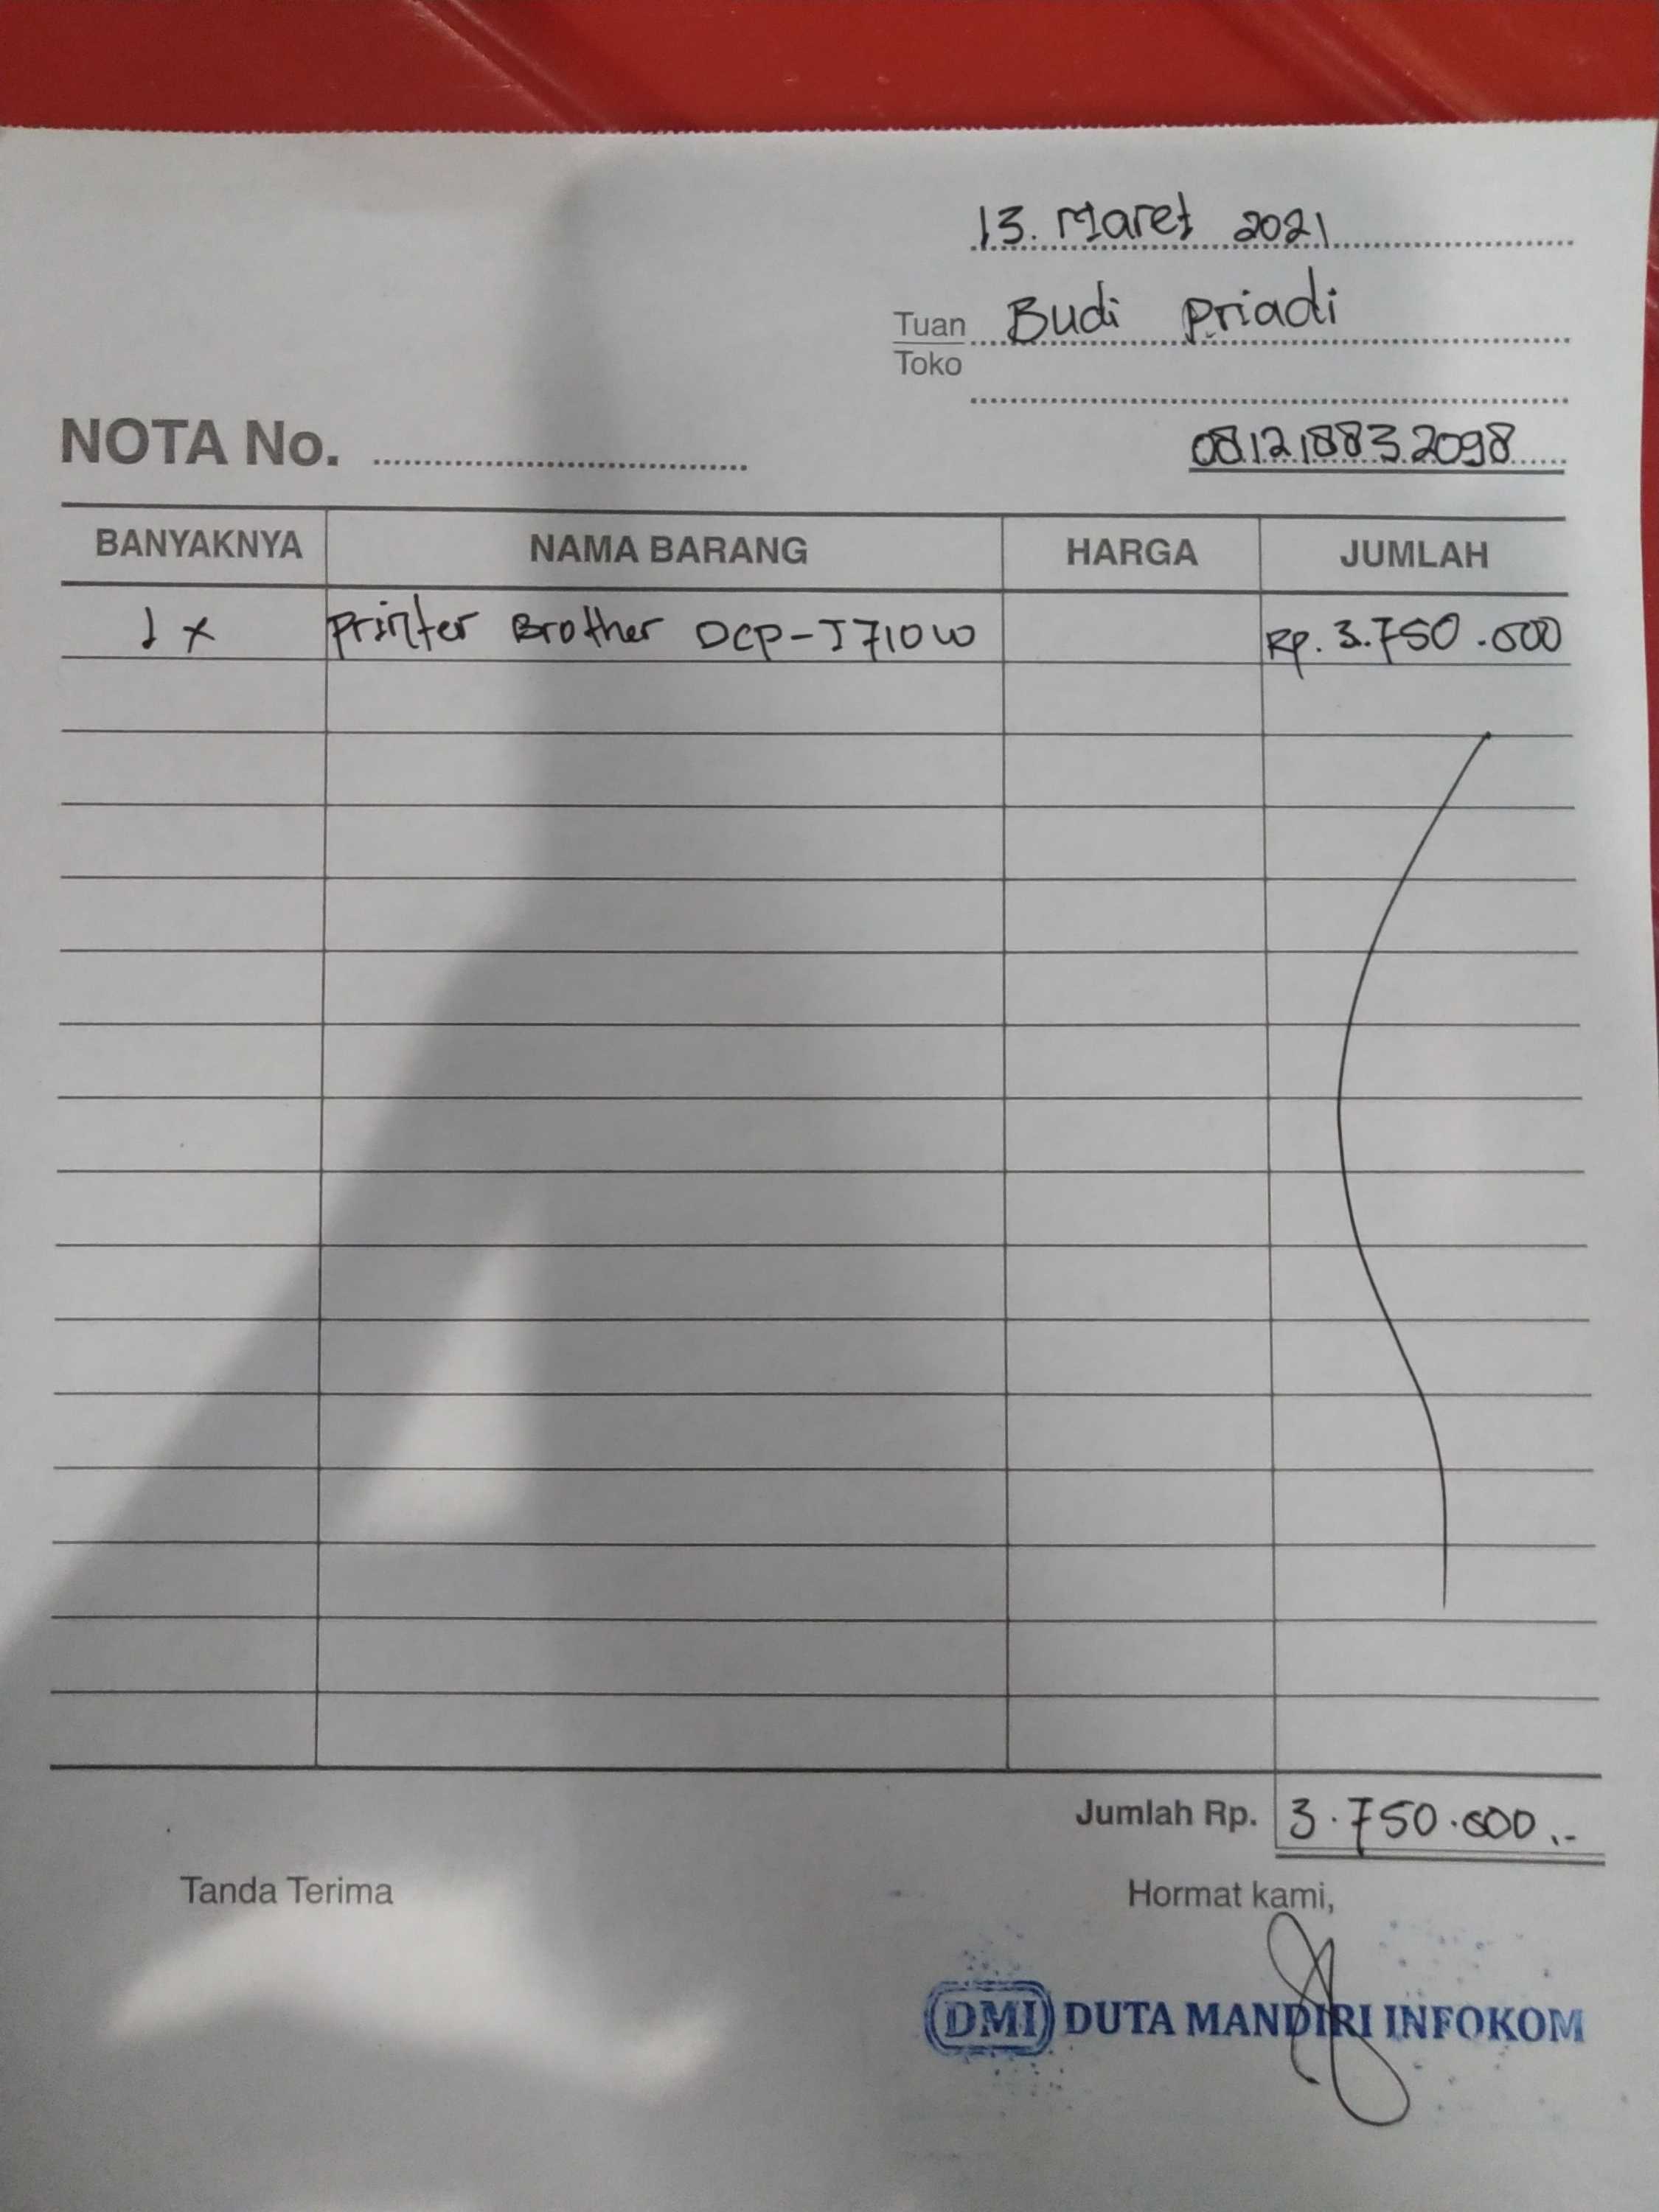 13. Maret 2021
Tuan Budi Priadi
Toko
NOTA No.
081218832098
BANYAKNYA NAMA BARANG HARGA JUMLAH
1 x Printer Brother DCP-J710W Rp. 3.750.000
Jumlah Rp. 3.750.000,-
Tanda Terima Hormat kami,
DMI DUTA MANDIRI INFOKOM